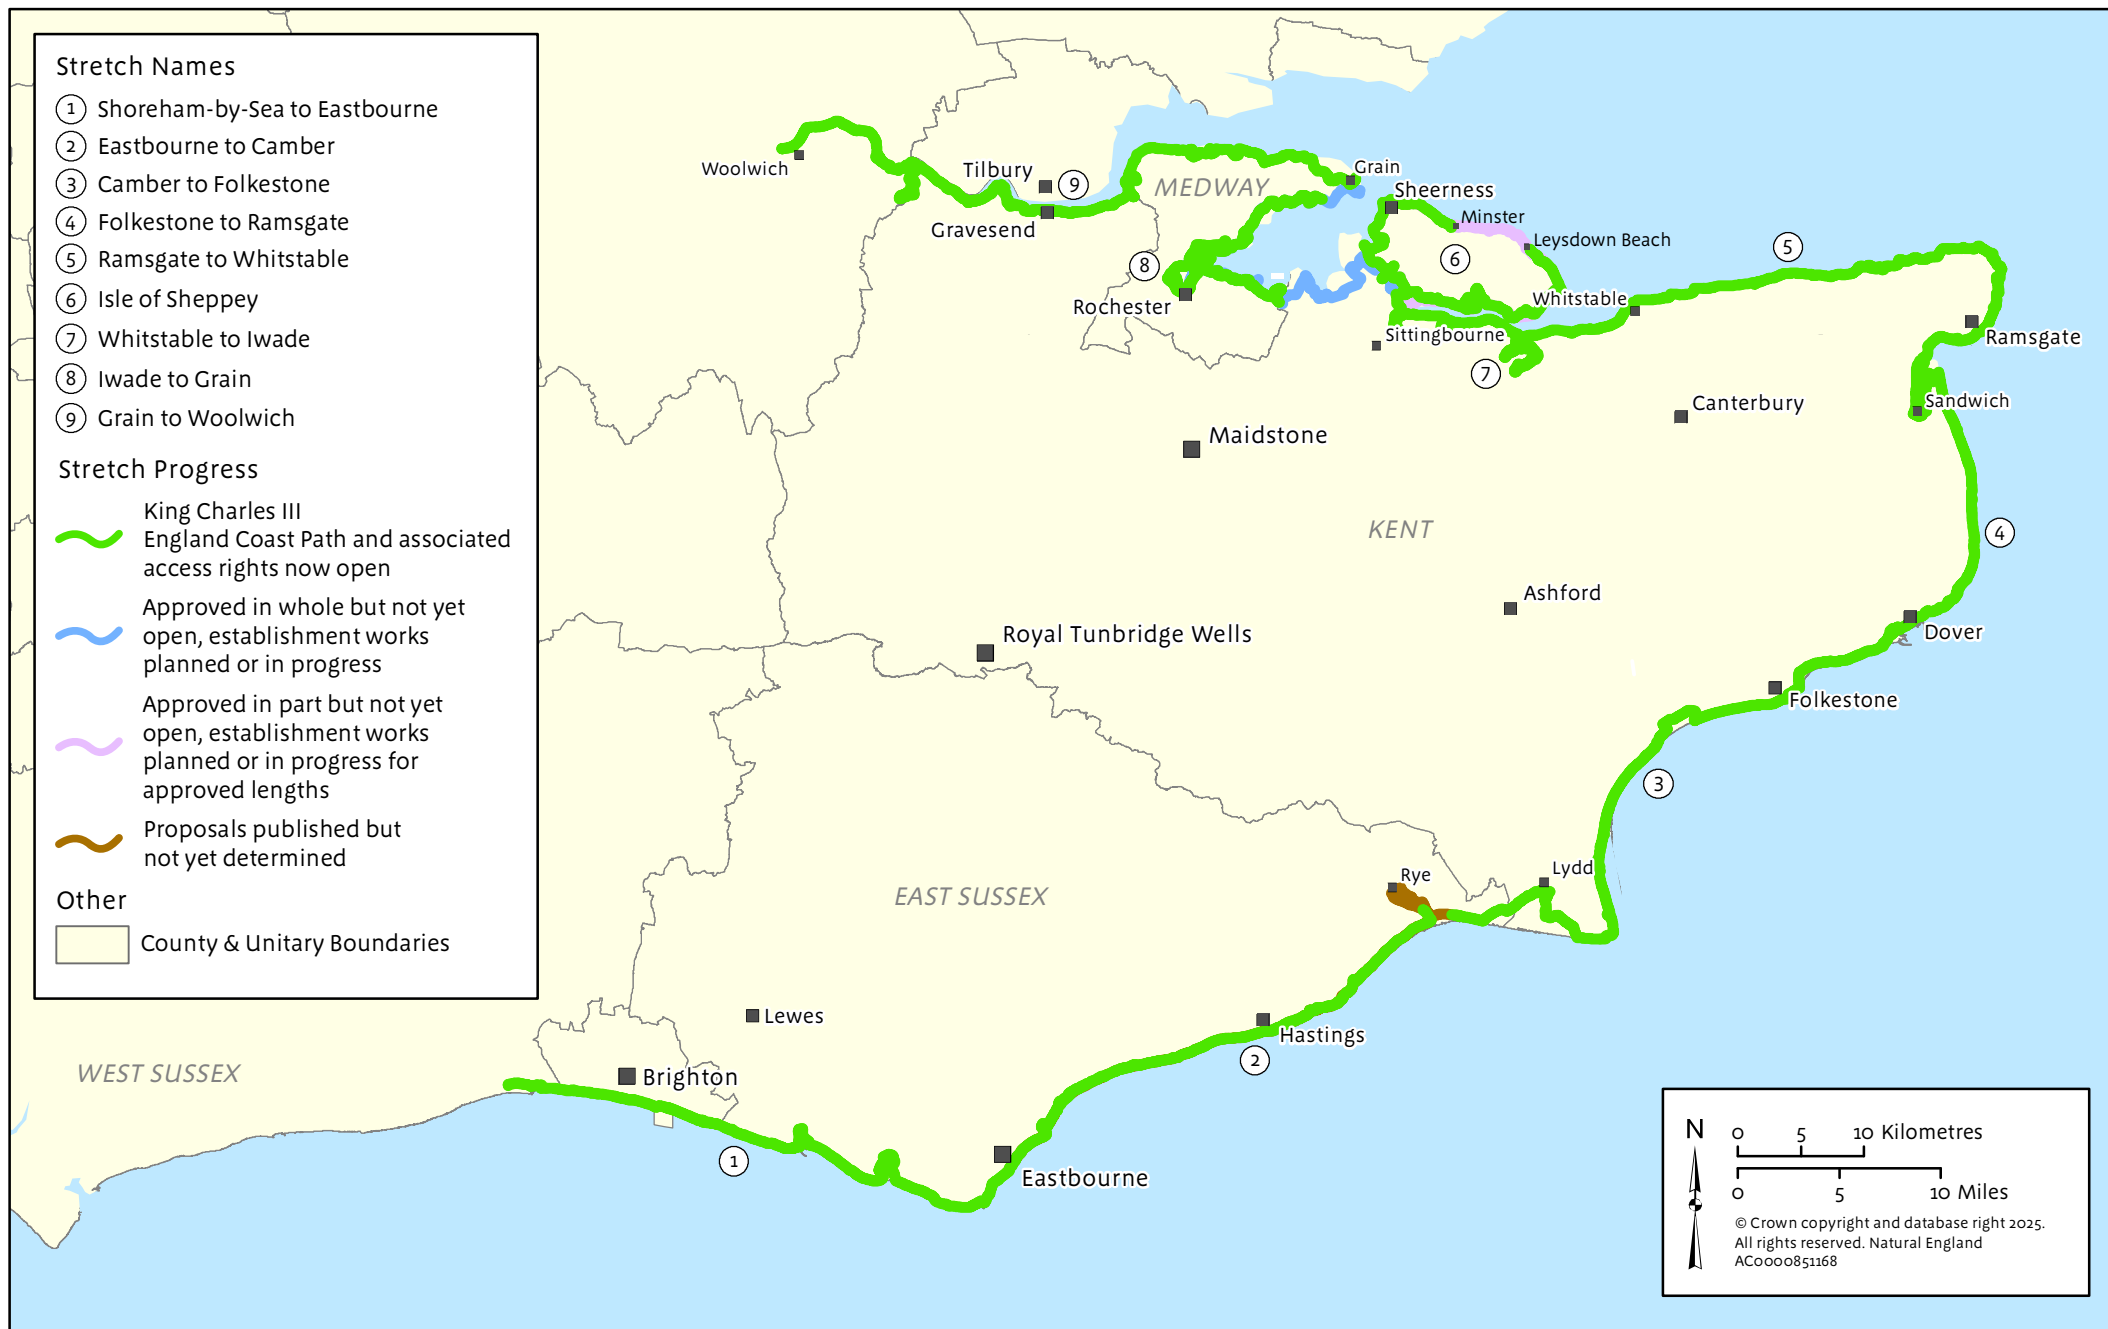 Stretch Names
1 Shoreham-by-Sea to Eastbourne
2 Eastbourne to Camber
3 Camber to Folkestone
4 Folkestone to Ramsgate
5 Ramsgate to Whitstable
6 Isle of Sheppey
7 Whitstable to Iwade
8 Iwade to Grain
9 Grain to Woolwich
Stretch Progress
King Charles III
England Coast Path and associated
access rights now open
Approved in whole but not yet
open, establishment works
planned or in progress
Approved in part but not yet
open, establishment works
planned or in progress for
approved lengths
Proposals published but
not yet determined
Other
County & Unitary Boundaries
Woolwich
Tilbury
9
Gravesend
MEDWAY
Grain
Sheerness
Minster
Leysdown Beach
6
5
8
Rochester
Whitstable
Sittingbourne
7
Ramsgate
Sandwich
Canterbury
Maidstone
KENT
4
Ashford
Royal Tunbridge Wells
Dover
Folkestone
3
Lydd
Rye
EAST SUSSEX
Lewes
Hastings
2
WEST SUSSEX
Brighton
1
Eastbourne
N
0 5 10 Kilometres
0 5 10 Miles
© Crown copyright and database right 2025.
All rights reserved. Natural England
AC0000851168